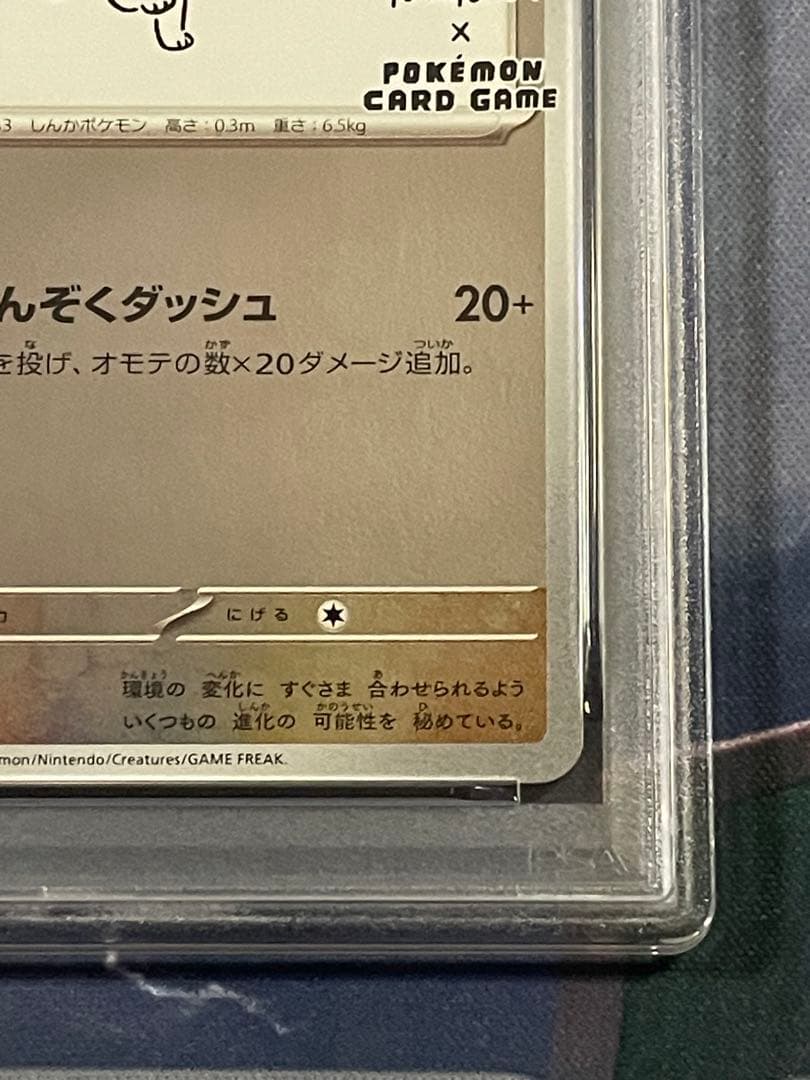 ×
POKÉMON
CARD GAME
3 しんかポケモン 高さ:0.3m 重さ:6.5kg
んぞくダッシュ 20+
を投げ、オモテの数×20ダメージ追加。
にげる
環境の 変化に すぐさま 合わせられるよう
いくつもの 進化の 可能性を 秘めている。
mon/Nintendo/Creatures/GAME FREAK.